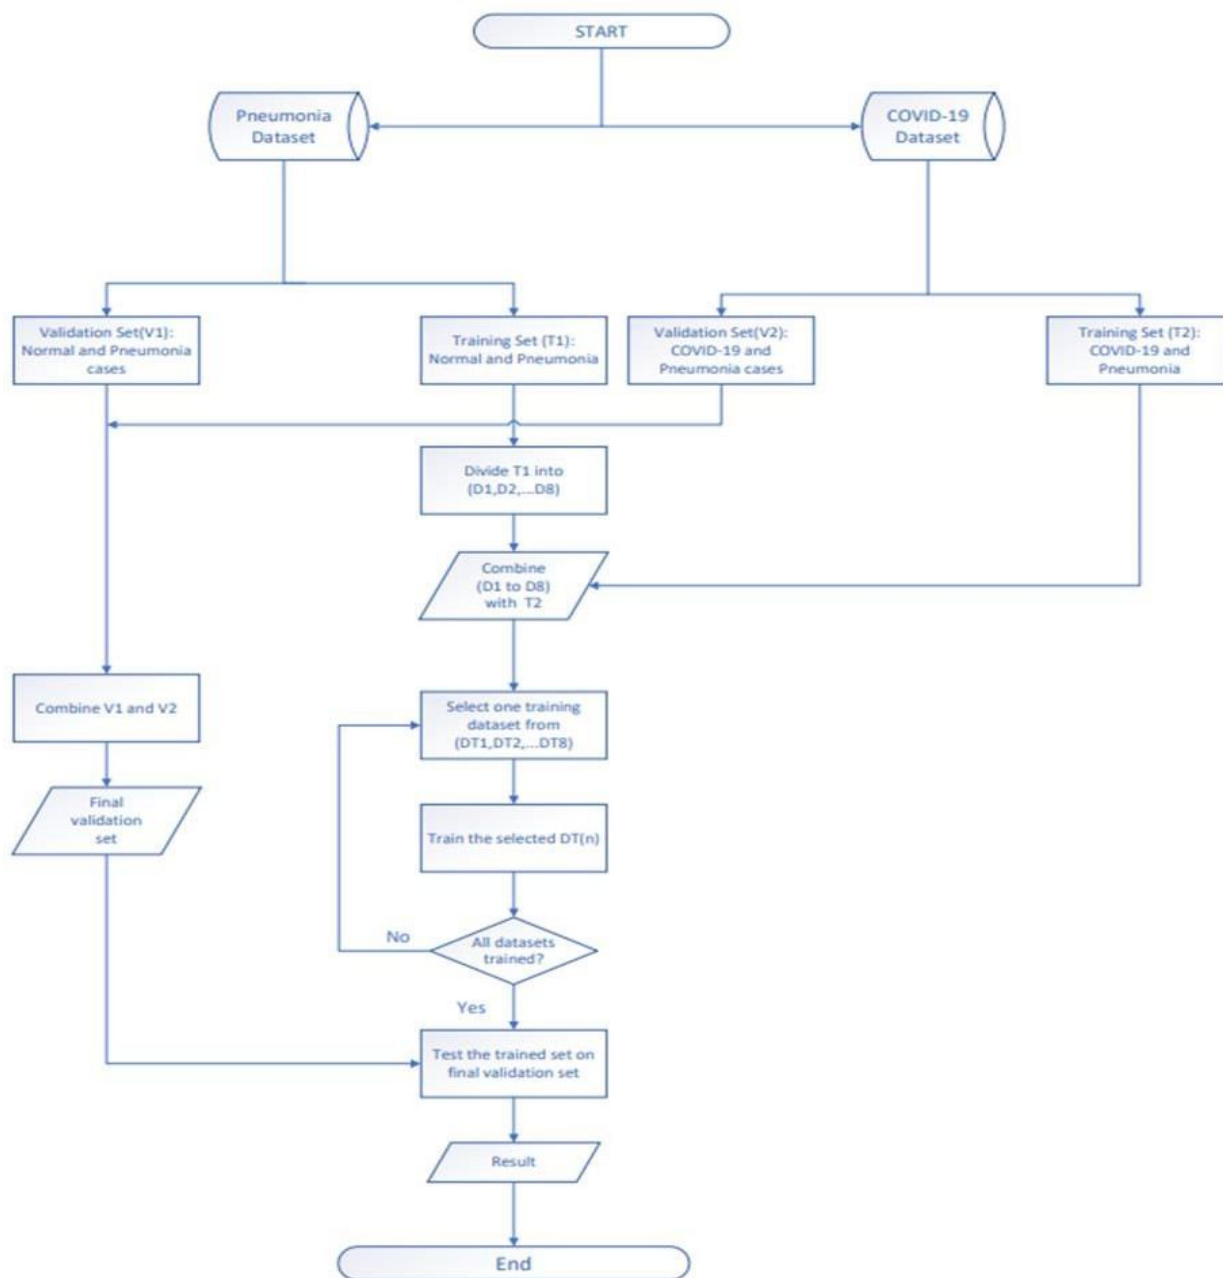 START
Pneumonia
Dataset
COVID-19
Dataset
Validation Set(V1):
Normal and Pneumonia
cases
Training Set (T1):
Normal and Pneumonia
Validation Set(V2):
COVID-19 and
Pneumonia cases
Training Set (T2):
COVID-19 and
Pneumonia
Divide T1 into
(D1,D2,...D8)
Combine
(D1 to D8)
with T2
Combine V1 and V2
Select one training
dataset from
(DT1,DT2,...DT8)
Final
validation
set
Train the selected DT(n)
No
All datasets
trained?
Yes
Test the trained set on
final validation set
Result
End